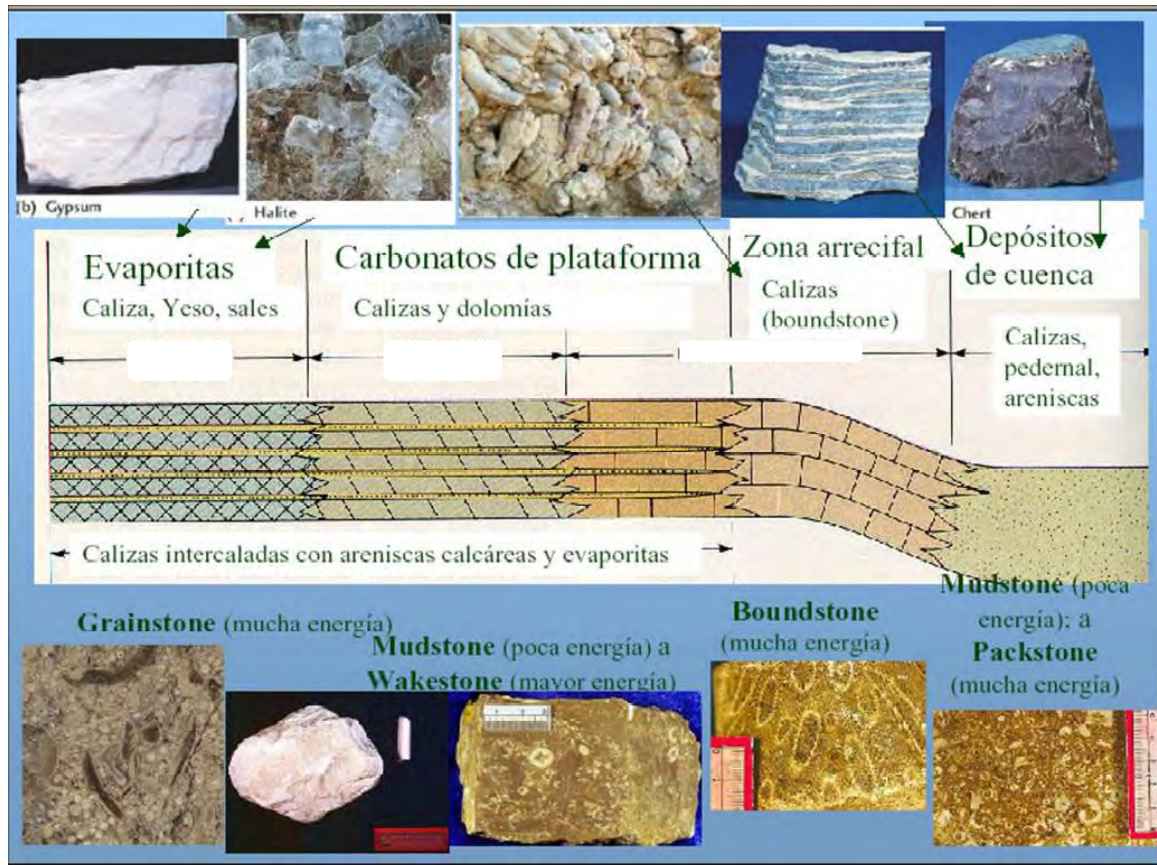 (b) Gypsum
Halite
Chert
Evaporitas
Caliza, Yeso, sales
Carbonatos de plataforma
Calizas y dolomías
Zona arrecifal
Calizas
(boundstone)
Depósitos
de cuenca
Calizas,
pedernal,
areniscas
Calizas intercaladas con areniscas calcáreas y evaporitas
Grainstone (mucha energía)
Mudstone (poca energía) a
Wakestone (mayor energía)
Boundstone
(mucha energía)
Mudstone (poca
energía); a
Packstone
(mucha energía)